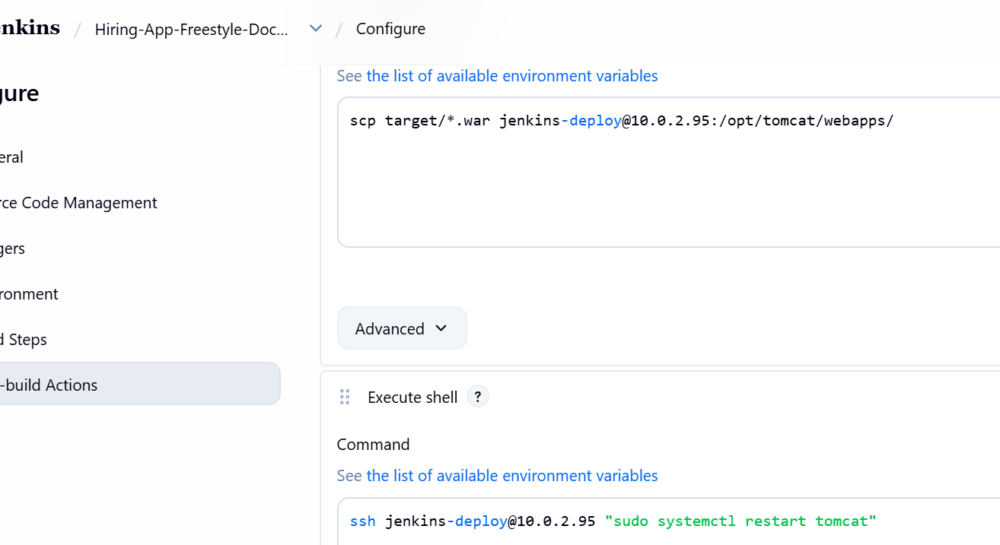 enkins / Hiring-App-Freestyle-Doc... / Configure
gure
eral
rce Code Management
gers
ronment
d Steps
-build Actions
See the list of available environment variables
scp target/*.war jenkins-deploy@10.0.2.95:/opt/tomcat/webapps/
Advanced
Execute shell ?
Command
See the list of available environment variables
ssh jenkins-deploy@10.0.2.95 "sudo systemctl restart tomcat"